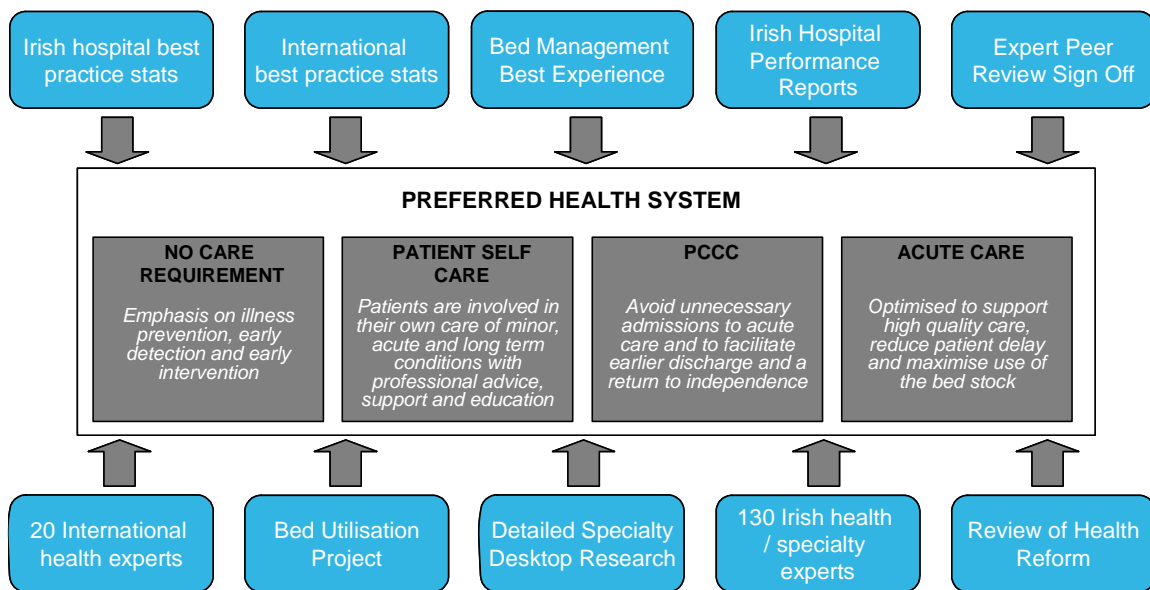 Irish hospital best
practice stats
International
best practice stats
Bed Management
Best Experience
Irish Hospital
Performance
Reports
Expert Peer
Review Sign Off
PREFERRED HEALTH SYSTEM
NO CARE
REQUIREMENT
Emphasis on illness
prevention, early
detection and early
intervention
PATIENT SELF
CARE
Patients are involved in
their own care of minor,
acute and long term
conditions with
professional advice,
support and education
PCCC
Avoid unnecessary
admissions to acute
care and to facilitate
earlier discharge and a
return to independence
ACUTE CARE
Optimised to support
high quality care,
reduce patient delay
and maximise use of
the bed stock
20 International
health experts
Bed Utilisation
Project
Detailed Specialty
Desktop Research
130 Irish health
/ specialty
experts
Review of Health
Reform